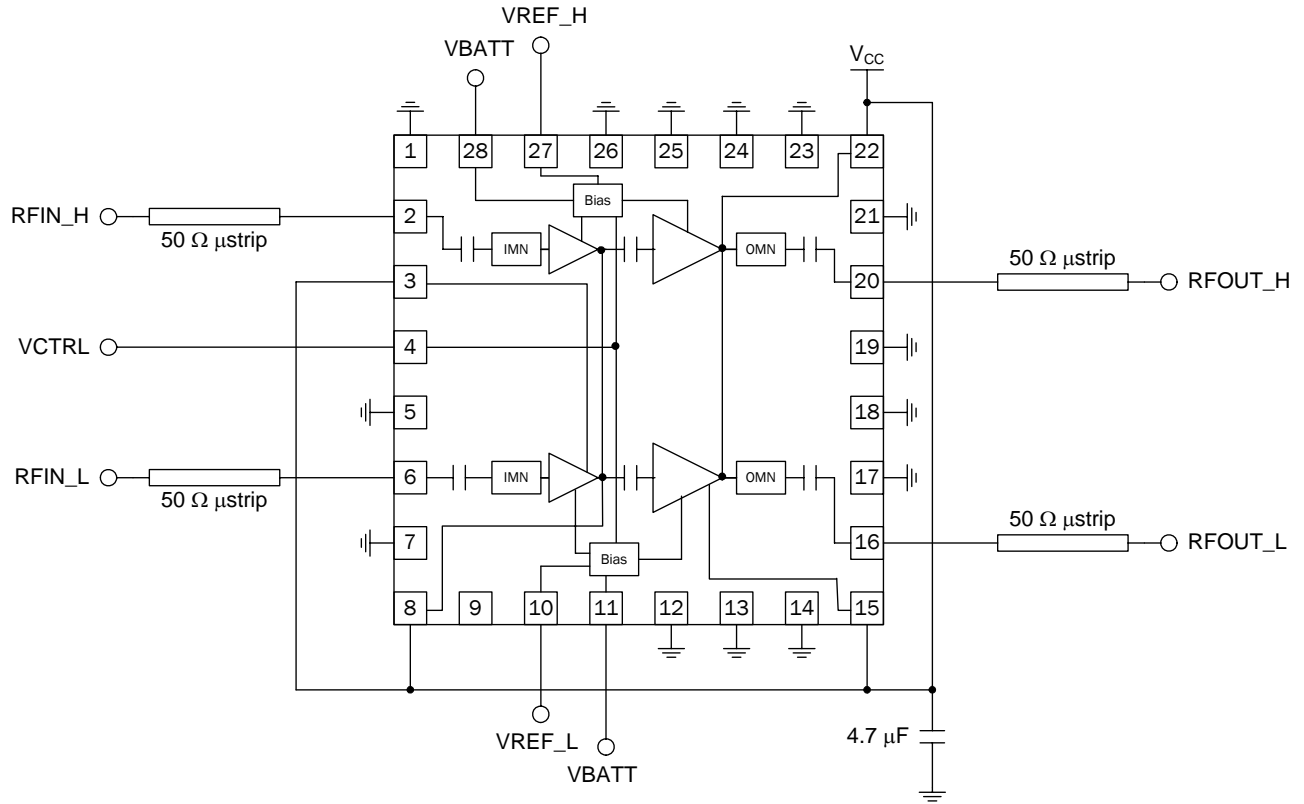 VREF_H
VBATT
VCC
1 28 27 26 25 24 23 22
Bias
RFIN_H
50 Ω μstrip
2
21
IMN
OMN
3
20
50 Ω μstrip
RFOUT_H
VCTRL
4
19
5
18
RFIN_L
50 Ω μstrip
6
IMN
OMN
17
7
16
50 Ω μstrip
RFOUT_L
Bias
8 9 10 11 12 13 14 15
VREF_L
VBATT
4.7 μF